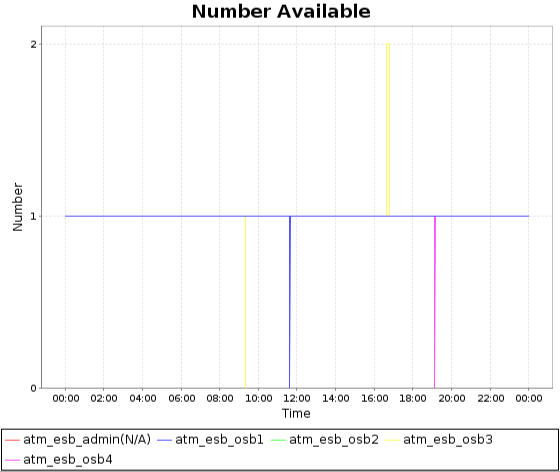 Number Available
2
1
0
Number
00:00 02:00 04:00 06:00 08:00 10:00 12:00 14:00 16:00 18:00 20:00 22:00 00:00
Time
atm_esb_admin(N/A) atm_esb_osb1 atm_esb_osb2 atm_esb_osb3
atm_esb_osb4